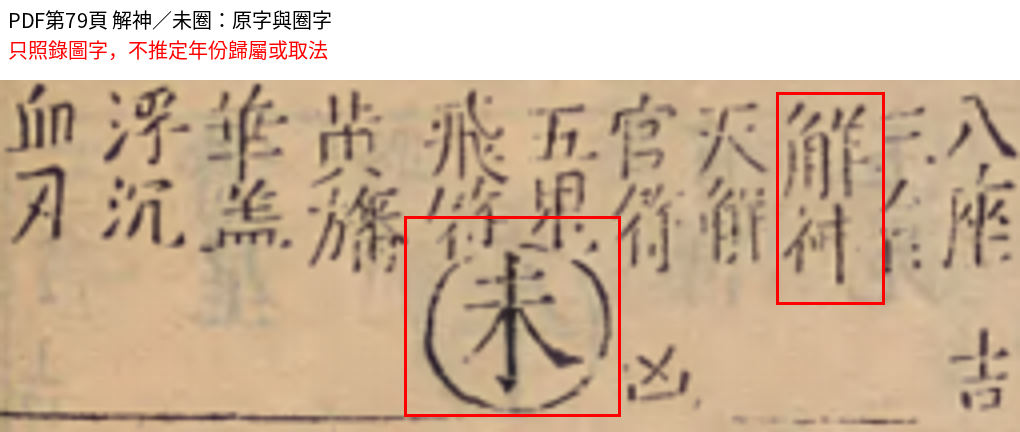 PDF第79頁 解神／未圈：原字與圈字
只照錄圖字，不推定年份歸屬或取法
八座
三台
解神
天解
官符
五鬼
飛符
黃旛
華盖
浮沉
血刃
吉
凶
未